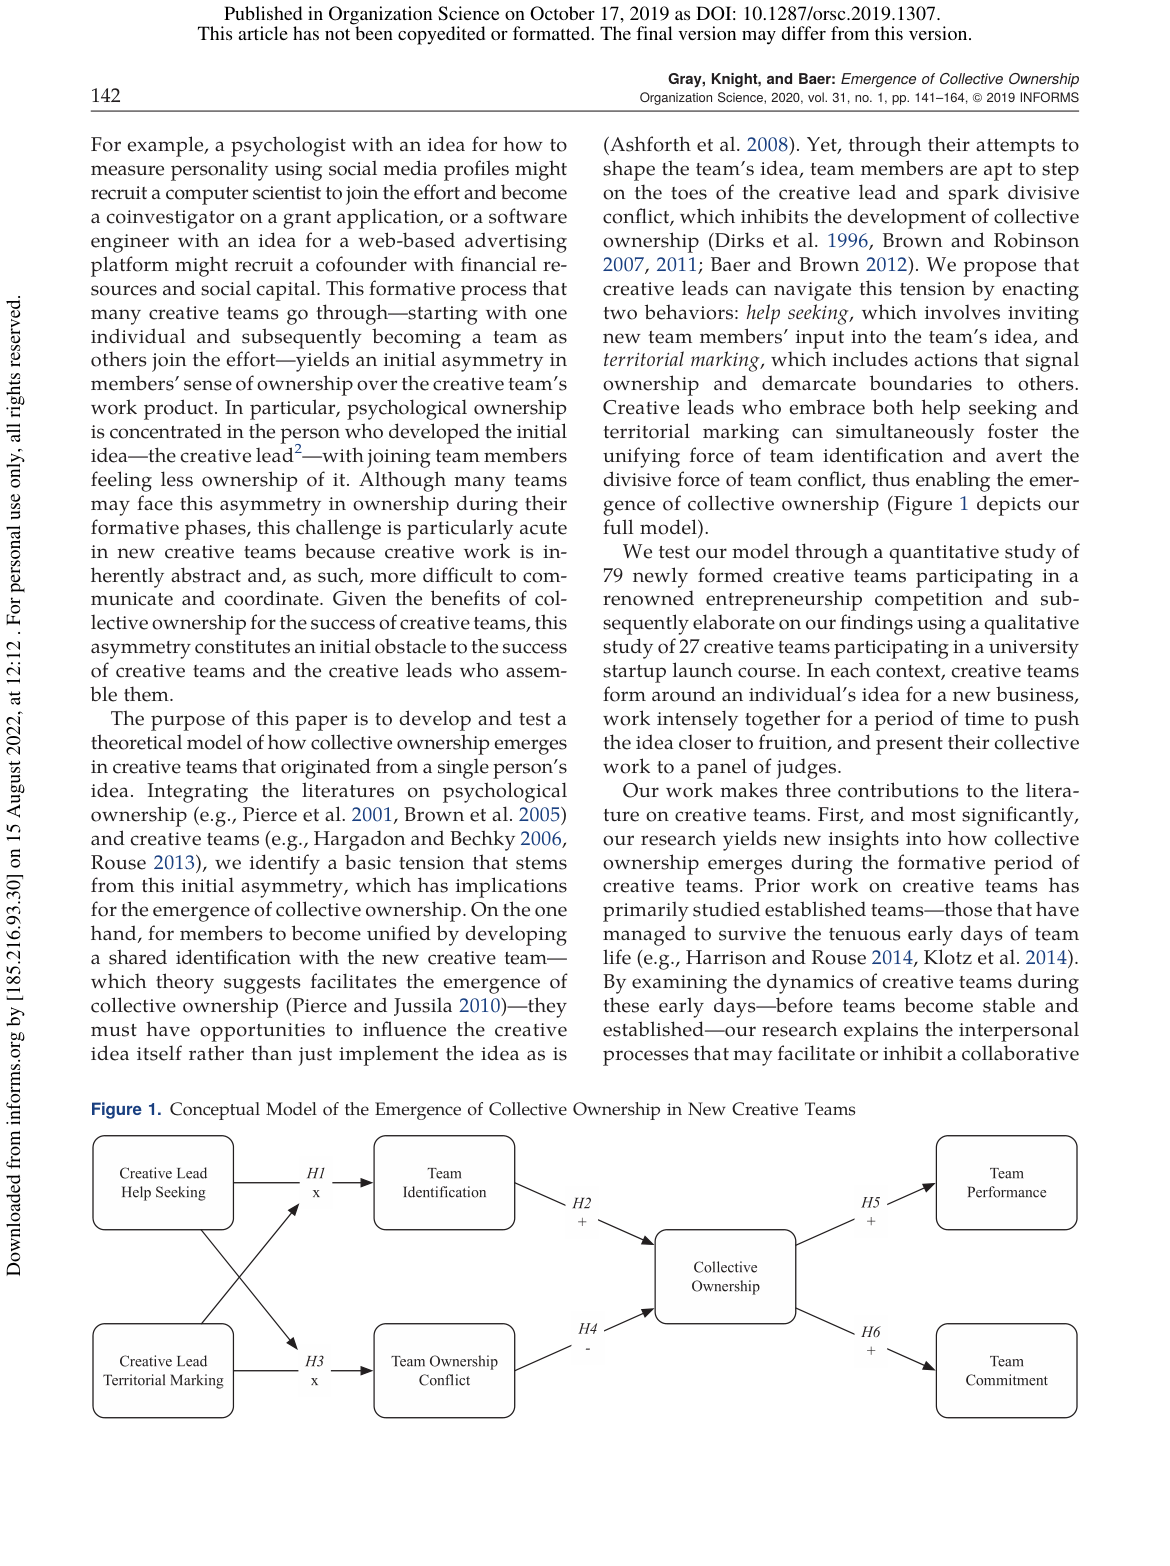 Published in Organization Science on October 17, 2019 as DOI: 10.1287/orsc.2019.1307.
This article has not been copyedited or formatted. The final version may differ from this version.
Gray, Knight, and Baer: Emergence of Collective Ownership
142
Organization Science, 2020, vol. 31, no. 1, pp. 141–164, © 2019 INFORMS
For example, a psychologist with an idea for how to
measure personality using social media profiles might
recruit a computer scientist to join the effort and become
a coinvestigator on a grant application, or a software
engineer with an idea for a web-based advertising
platform might recruit a cofounder with financial re-
sources and social capital. This formative process that
many creative teams go through—starting with one
individual and subsequently becoming a team as
others join the effort—yields an initial asymmetry in
members' sense of ownership over the creative team's
work product. In particular, psychological ownership
is concentrated in the person who developed the initial
idea—the creative lead2—with joining team members
feeling less ownership of it. Although many teams
may face this asymmetry in ownership during their
formative phases, this challenge is particularly acute
in new creative teams because creative work is in-
herently abstract and, as such, more difficult to com-
municate and coordinate. Given the benefits of col-
lective ownership for the success of creative teams, this
asymmetry constitutes an initial obstacle to the success
of creative teams and the creative leads who assem-
ble them.
The purpose of this paper is to develop and test a
theoretical model of how collective ownership emerges
in creative teams that originated from a single person's
idea. Integrating the literatures on psychological
ownership (e.g., Pierce et al. 2001, Brown et al. 2005)
and creative teams (e.g., Hargadon and Bechky 2006,
Rouse 2013), we identify a basic tension that stems
from this initial asymmetry, which has implications
for the emergence of collective ownership. On the one
hand, for members to become unified by developing
a shared identification with the new creative team—
which theory suggests facilitates the emergence of
collective ownership (Pierce and Jussila 2010)—they
must have opportunities to influence the creative
idea itself rather than just implement the idea as is
(Ashforth et al. 2008). Yet, through their attempts to
shape the team's idea, team members are apt to step
on the toes of the creative lead and spark divisive
conflict, which inhibits the development of collective
ownership (Dirks et al. 1996, Brown and Robinson
2007, 2011; Baer and Brown 2012). We propose that
creative leads can navigate this tension by enacting
two behaviors: help seeking, which involves inviting
new team members' input into the team's idea, and
territorial marking, which includes actions that signal
ownership and demarcate boundaries to others.
Creative leads who embrace both help seeking and
territorial marking can simultaneously foster the
unifying force of team identification and avert the
divisive force of team conflict, thus enabling the emer-
gence of collective ownership (Figure 1 depicts our
full model).
We test our model through a quantitative study of
79 newly formed creative teams participating in a
renowned entrepreneurship competition and sub-
sequently elaborate on our findings using a qualitative
study of 27 creative teams participating in a university
startup launch course. In each context, creative teams
form around an individual's idea for a new business,
work intensely together for a period of time to push
the idea closer to fruition, and present their collective
work to a panel of judges.
Our work makes three contributions to the litera-
ture on creative teams. First, and most significantly,
our research yields new insights into how collective
ownership emerges during the formative period of
creative teams. Prior work on creative teams has
primarily studied established teams—those that have
managed to survive the tenuous early days of team
life (e.g., Harrison and Rouse 2014, Klotz et al. 2014).
By examining the dynamics of creative teams during
these early days—before teams become stable and
established—our research explains the interpersonal
processes that may facilitate or inhibit a collaborative
Figure 1. Conceptual Model of the Emergence of Collective Ownership in New Creative Teams
Creative Lead
Help Seeking
H1
x
Team
Identification
H2
+
Collective
Ownership
H5
+
Team
Performance
Creative Lead
Territorial Marking
H3
x
Team Ownership
Conflict
H4
-
H6
+
Team
Commitment
Downloaded from informs.org by [185.216.93.30] on 15 August 2022, at 12:12 . For personal use only, all rights reserved.